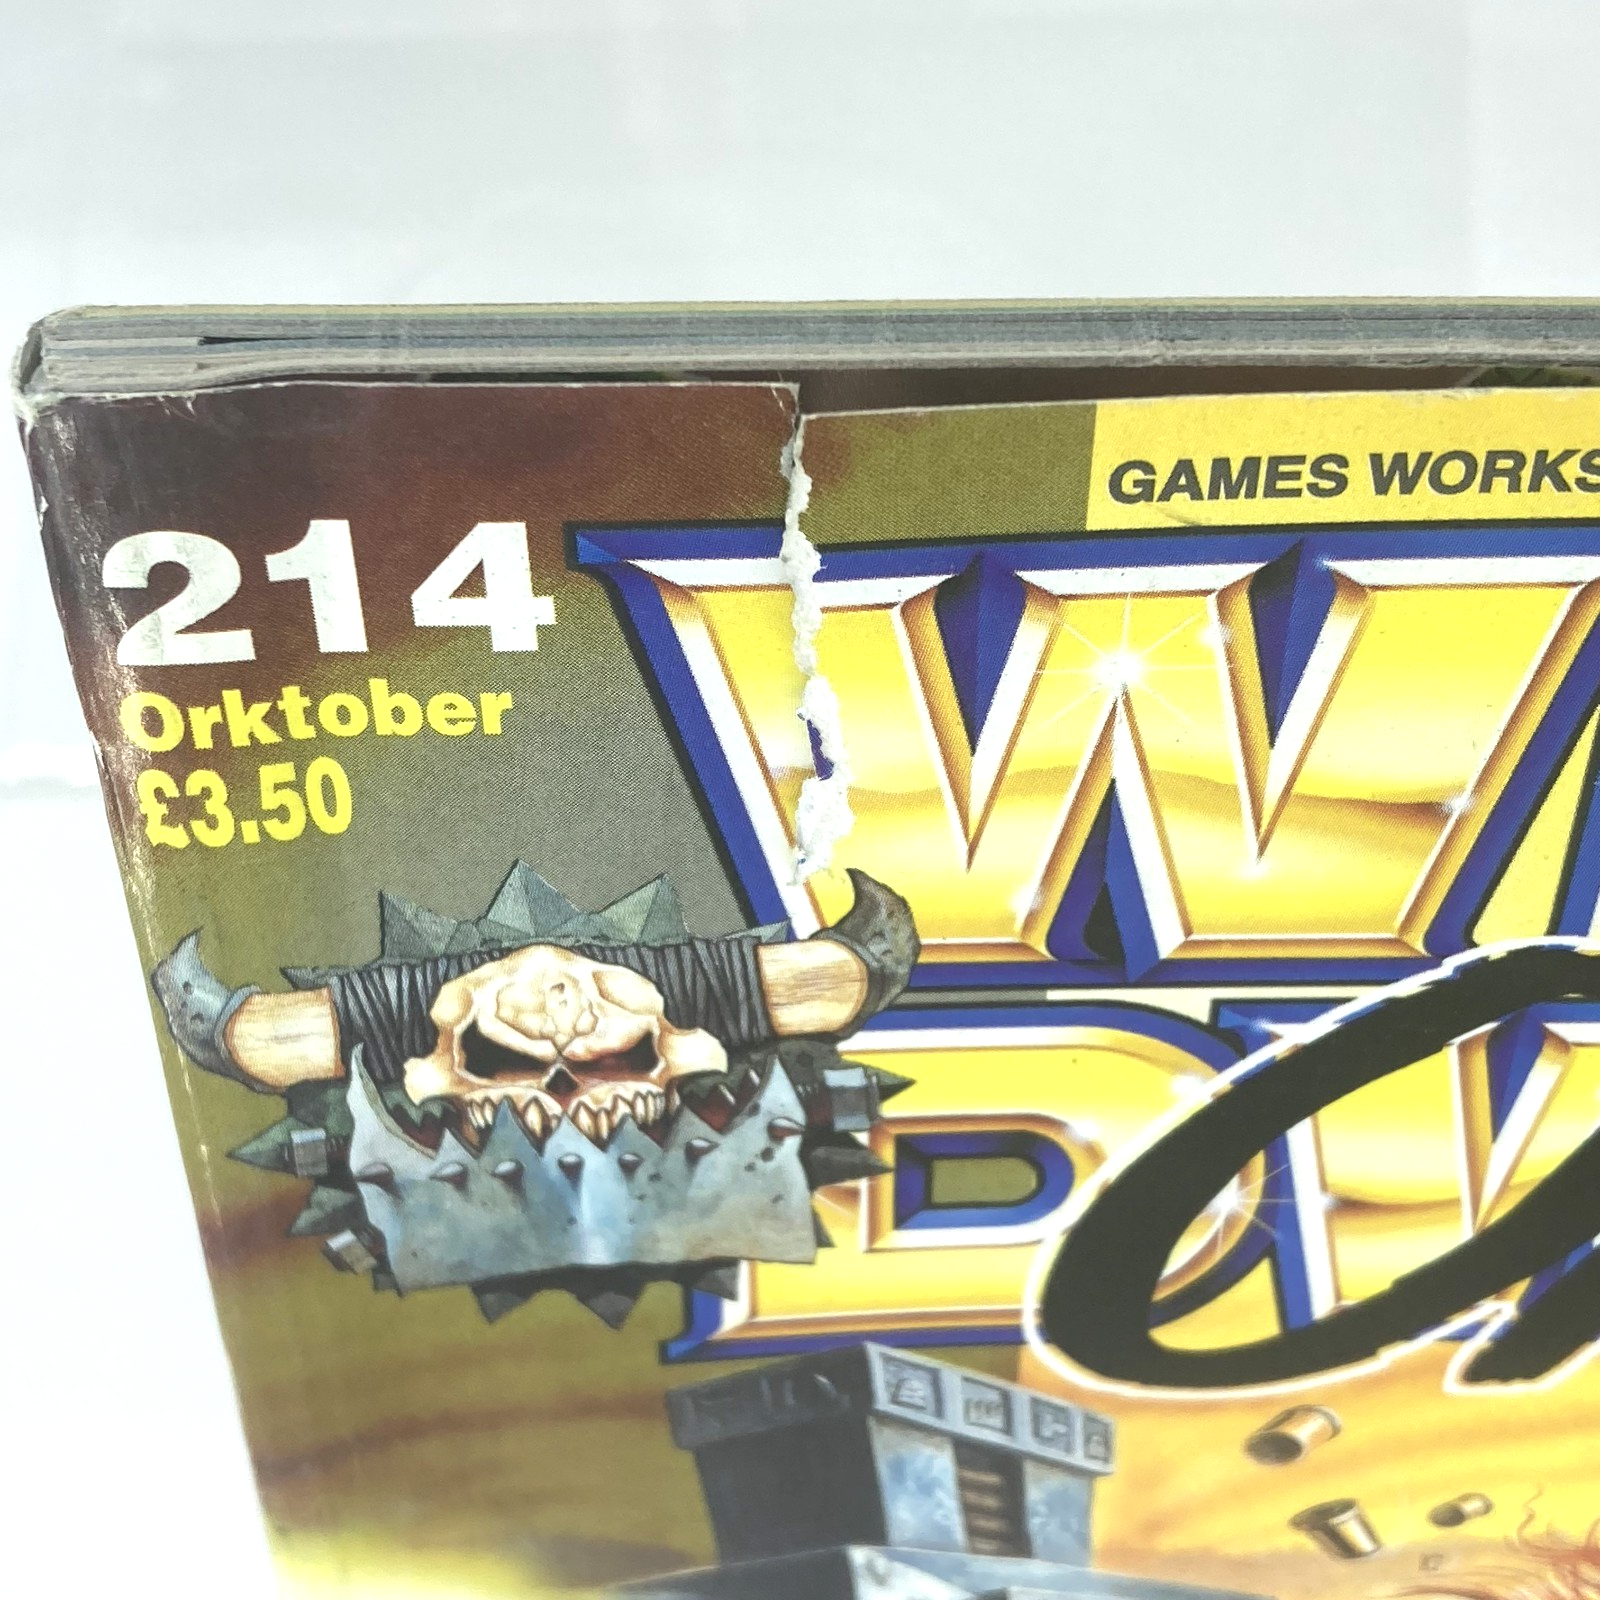 GAMES WORKS
214
Orktober
£3.50
W
D